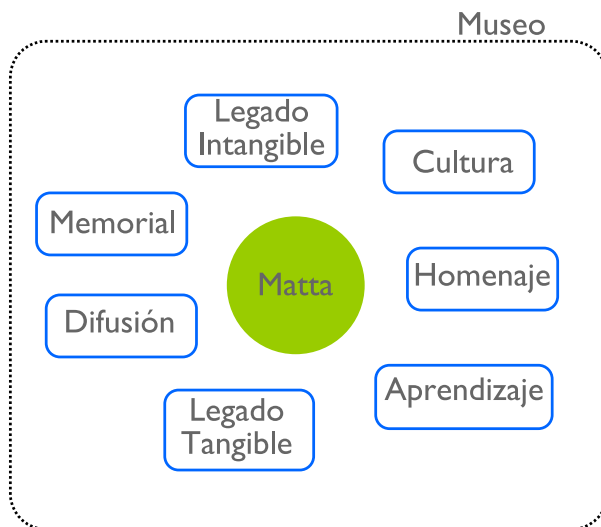 Museo
Legado
Intangible
Cultura
Memorial
Matta
Homenaje
Difusión
Aprendizaje
Legado
Tangible